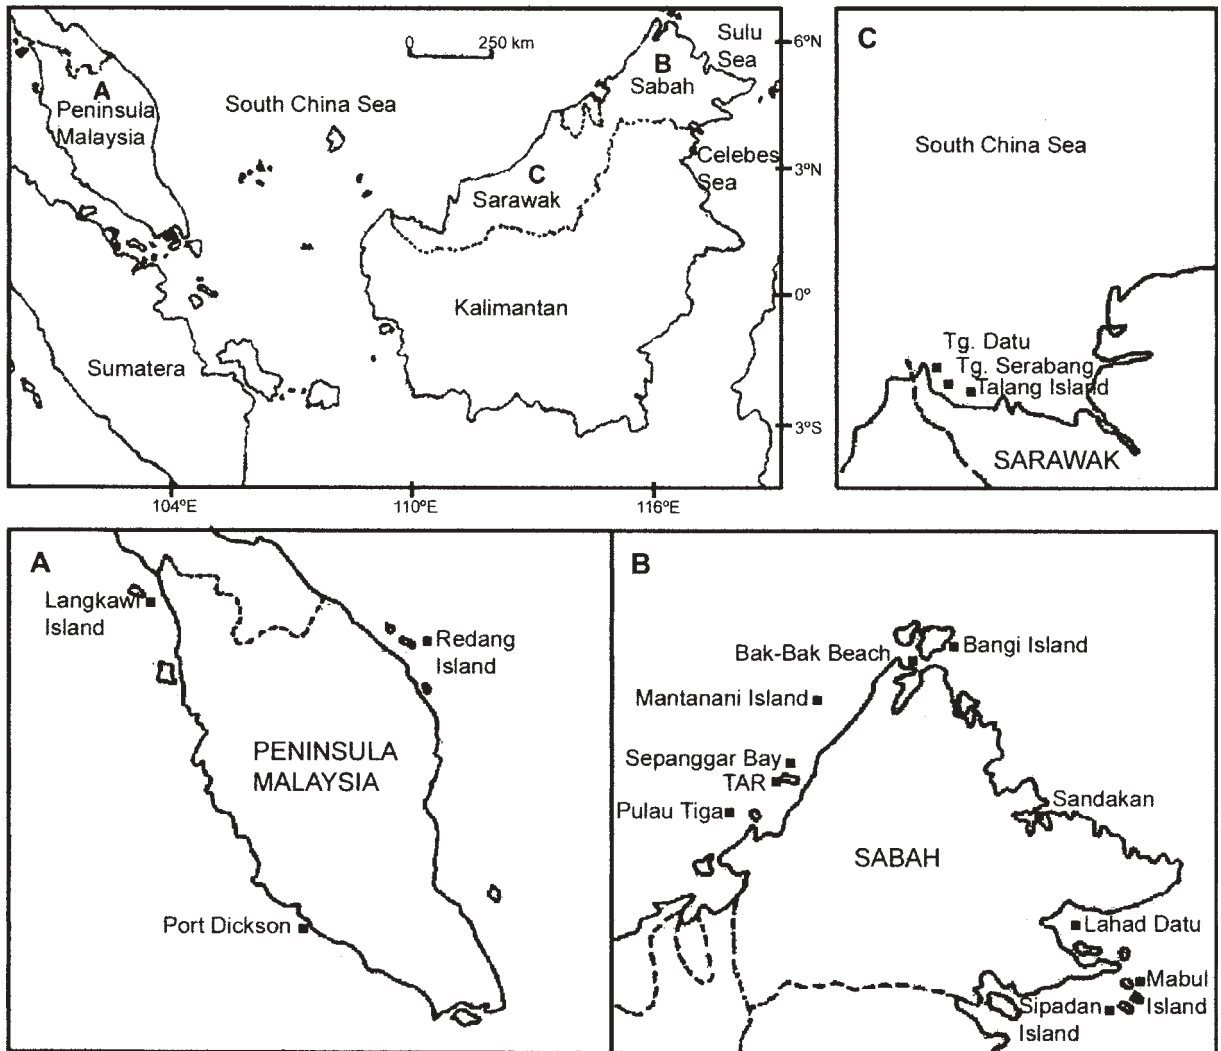 0 250 km
Sulu
Sea
6ºN
A
Peninsula
Malaysia
South China Sea
B
Sabah
Celebes
Sea
3ºN
C
Sarawak
0º
Kalimantan
Sumatera
3ºS
104ºE
110ºE
116ºE
C
South China Sea
Tg. Datu
Tg. Serabang
Talang Island
SARAWAK
A
Langkawi
Island
Redang
Island
PENINSULA
MALAYSIA
Port Dickson
B
Bak-Bak Beach
Bangi Island
Mantanani Island
Sepanggar Bay
TAR
Pulau Tiga
Sandakan
SABAH
Lahad Datu
Mabul
Island
Sipadan
Island